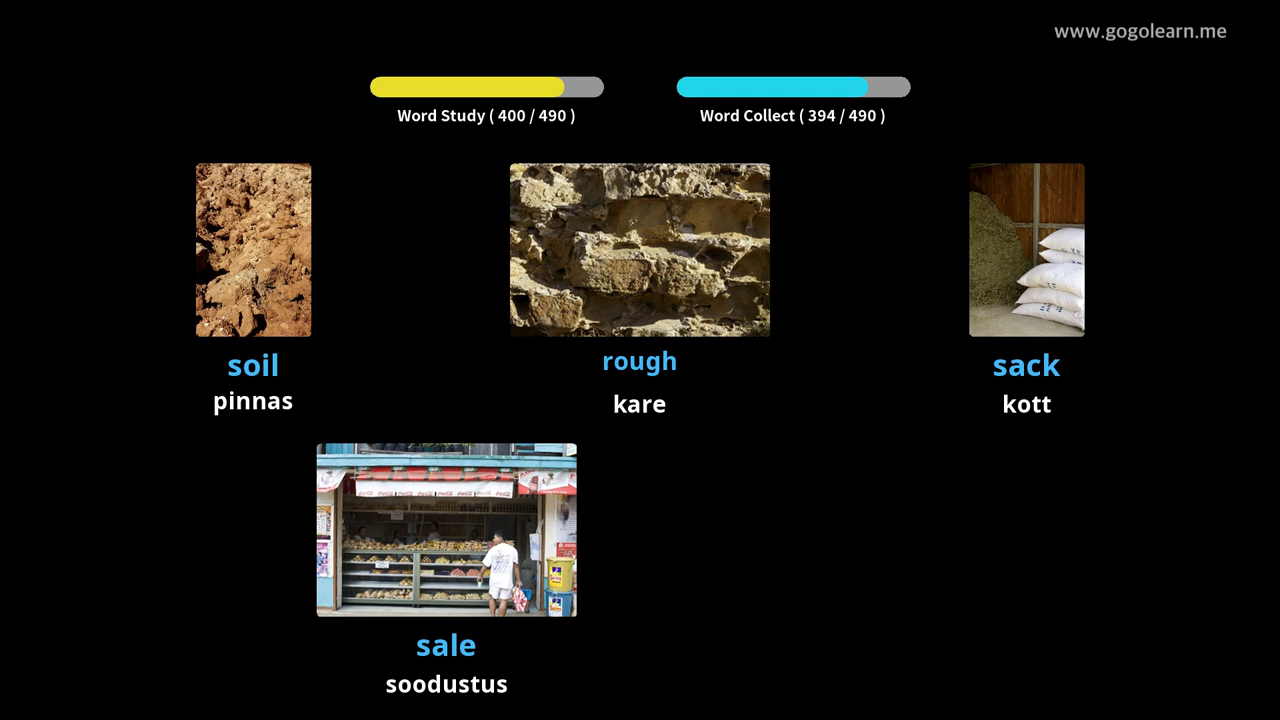 www.gogolearn.me
Word Study ( 400 / 490 )
Word Collect ( 394 / 490 )
soil
pinnas
rough
kare
sack
kott
sale
soodustus